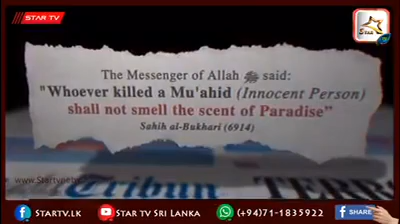 STAR TV
STAR
The Messenger of Allah ﷺ said:
"Whoever killed a Mu'ahid (Innocent Person)
shall not smell the scent of Paradise"
Sahih al-Bukhari (6914)
Tribun TERR
STARTV.LK STAR TV SRI LANKA (+94)71-1835922 SHARE